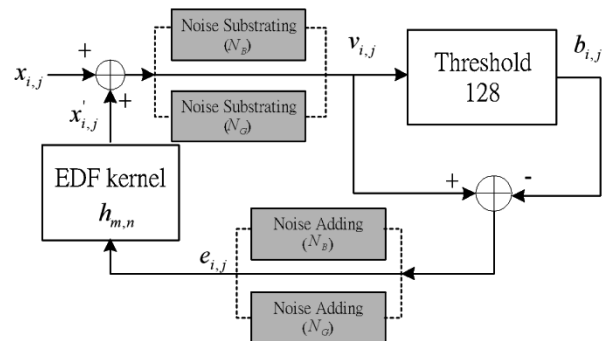 Noise Substrating
(N_B)
x_{i,j}
+
+
v_{i,j}
Threshold
128
b_{i,j}
x'_{i,j}
Noise Substrating
(N_G)
EDF kernel
h_{m,n}
+
-
Noise Adding
(N_B)
e_{i,j}
Noise Adding
(N_G)